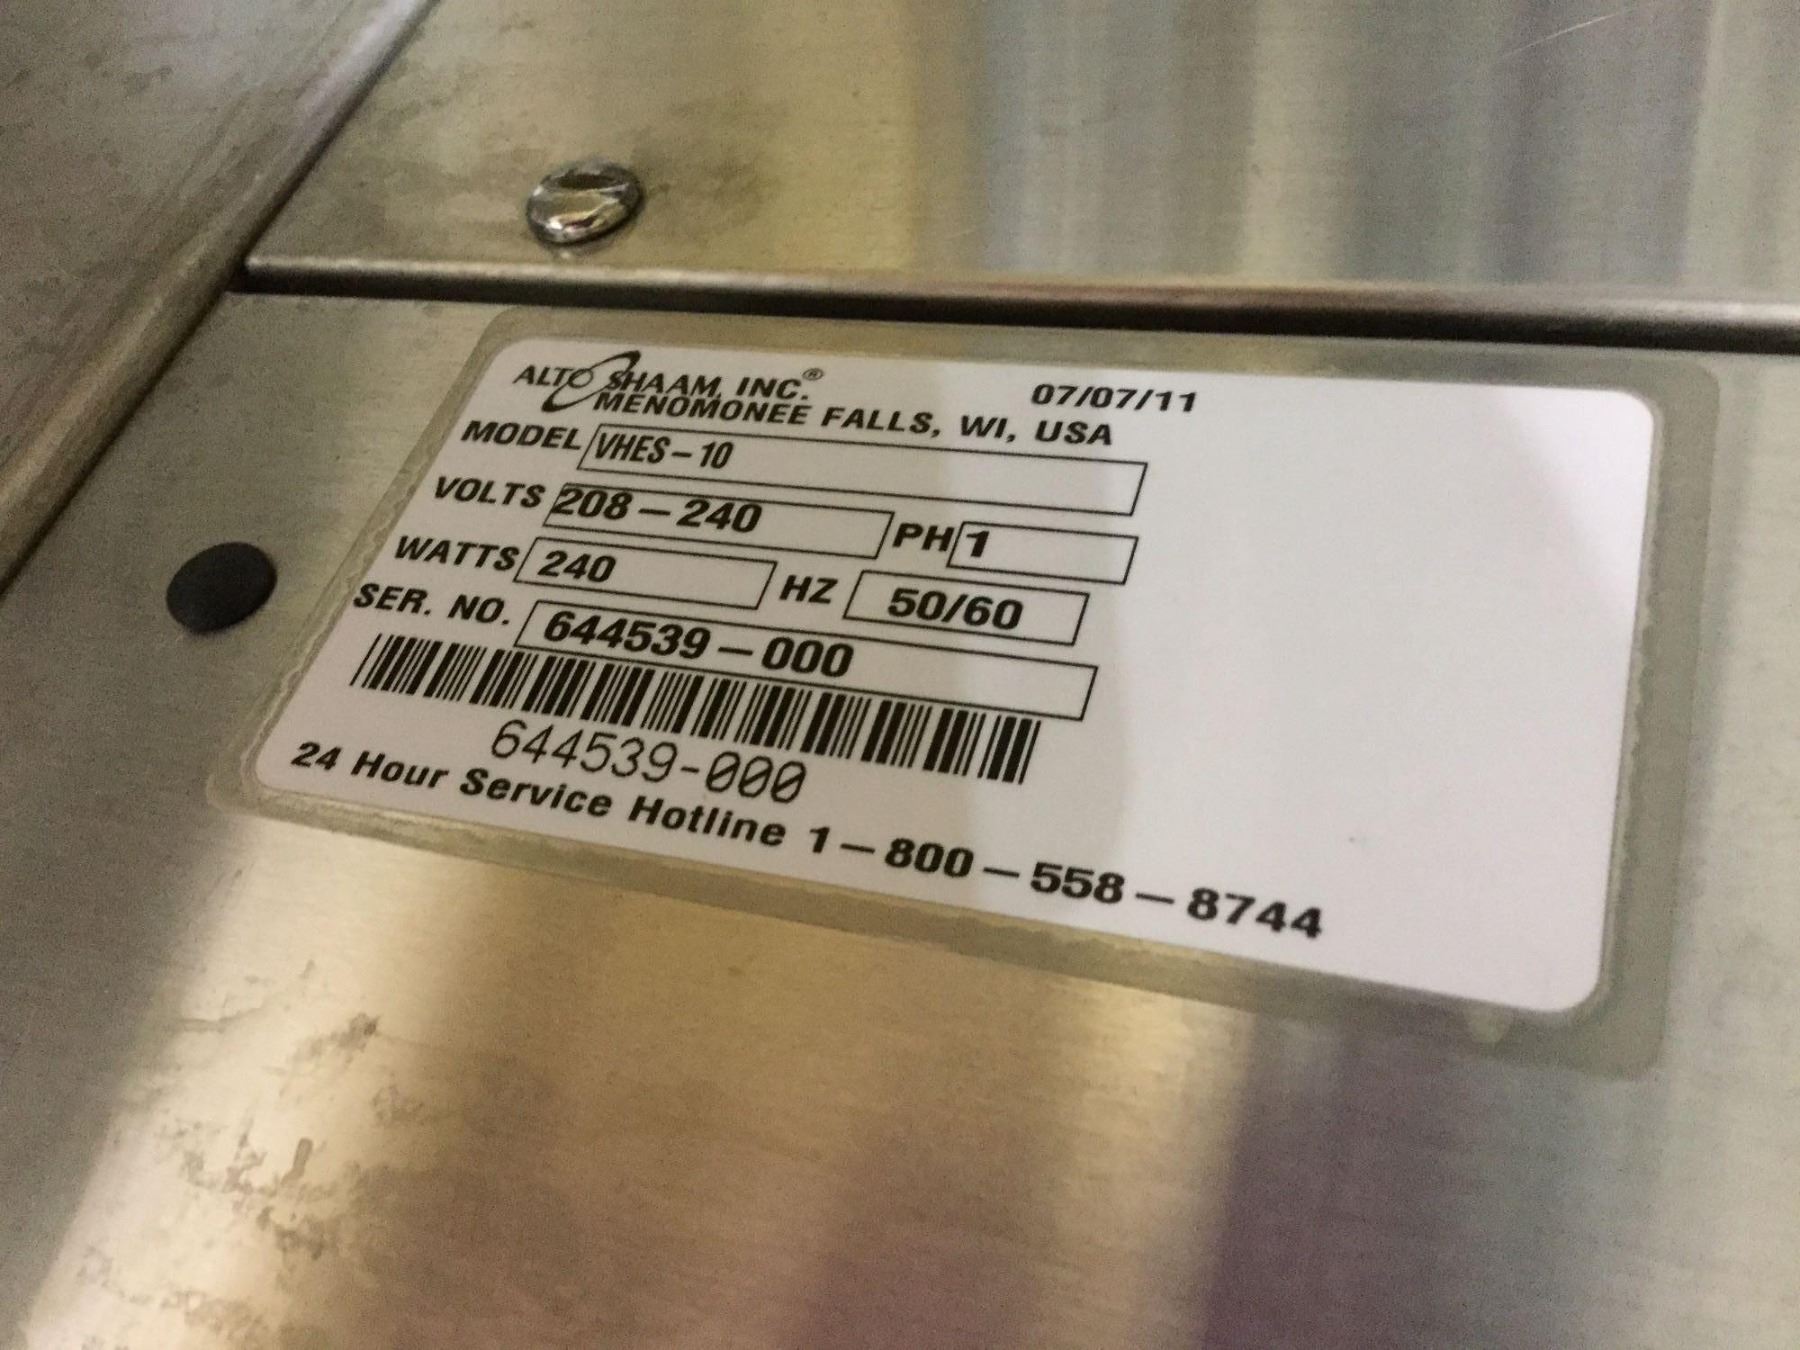 ALTO SHAAM, INC.® 07/07/11
MENOMONEE FALLS, WI, USA
MODEL VHES-10
VOLTS 208-240 PH 1
WATTS 240 HZ 50/60
SER. NO. 644539-000
644539-000
24 Hour Service Hotline 1-800-558-8744